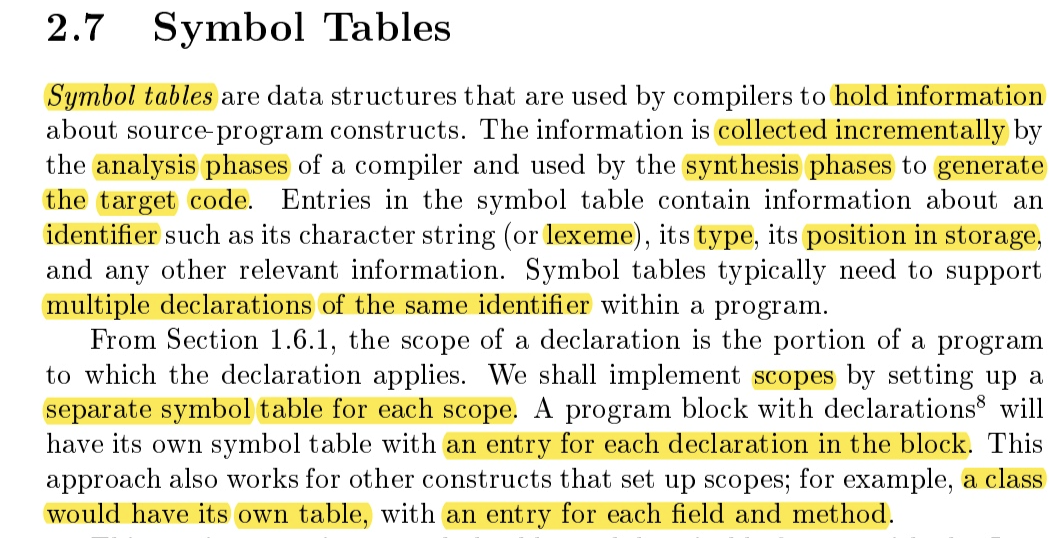 2.7 Symbol Tables
Symbol tables are data structures that are used by compilers to hold information
about source-program constructs. The information is collected incrementally by
the analysis phases of a compiler and used by the synthesis phases to generate
the target code. Entries in the symbol table contain information about an
identifier such as its character string (or lexeme), its type, its position in storage,
and any other relevant information. Symbol tables typically need to support
multiple declarations of the same identifier within a program.
From Section 1.6.1, the scope of a declaration is the portion of a program
to which the declaration applies. We shall implement scopes by setting up a
separate symbol table for each scope. A program block with declarations⁸ will
have its own symbol table with an entry for each declaration in the block. This
approach also works for other constructs that set up scopes; for example, a class
would have its own table, with an entry for each field and method.